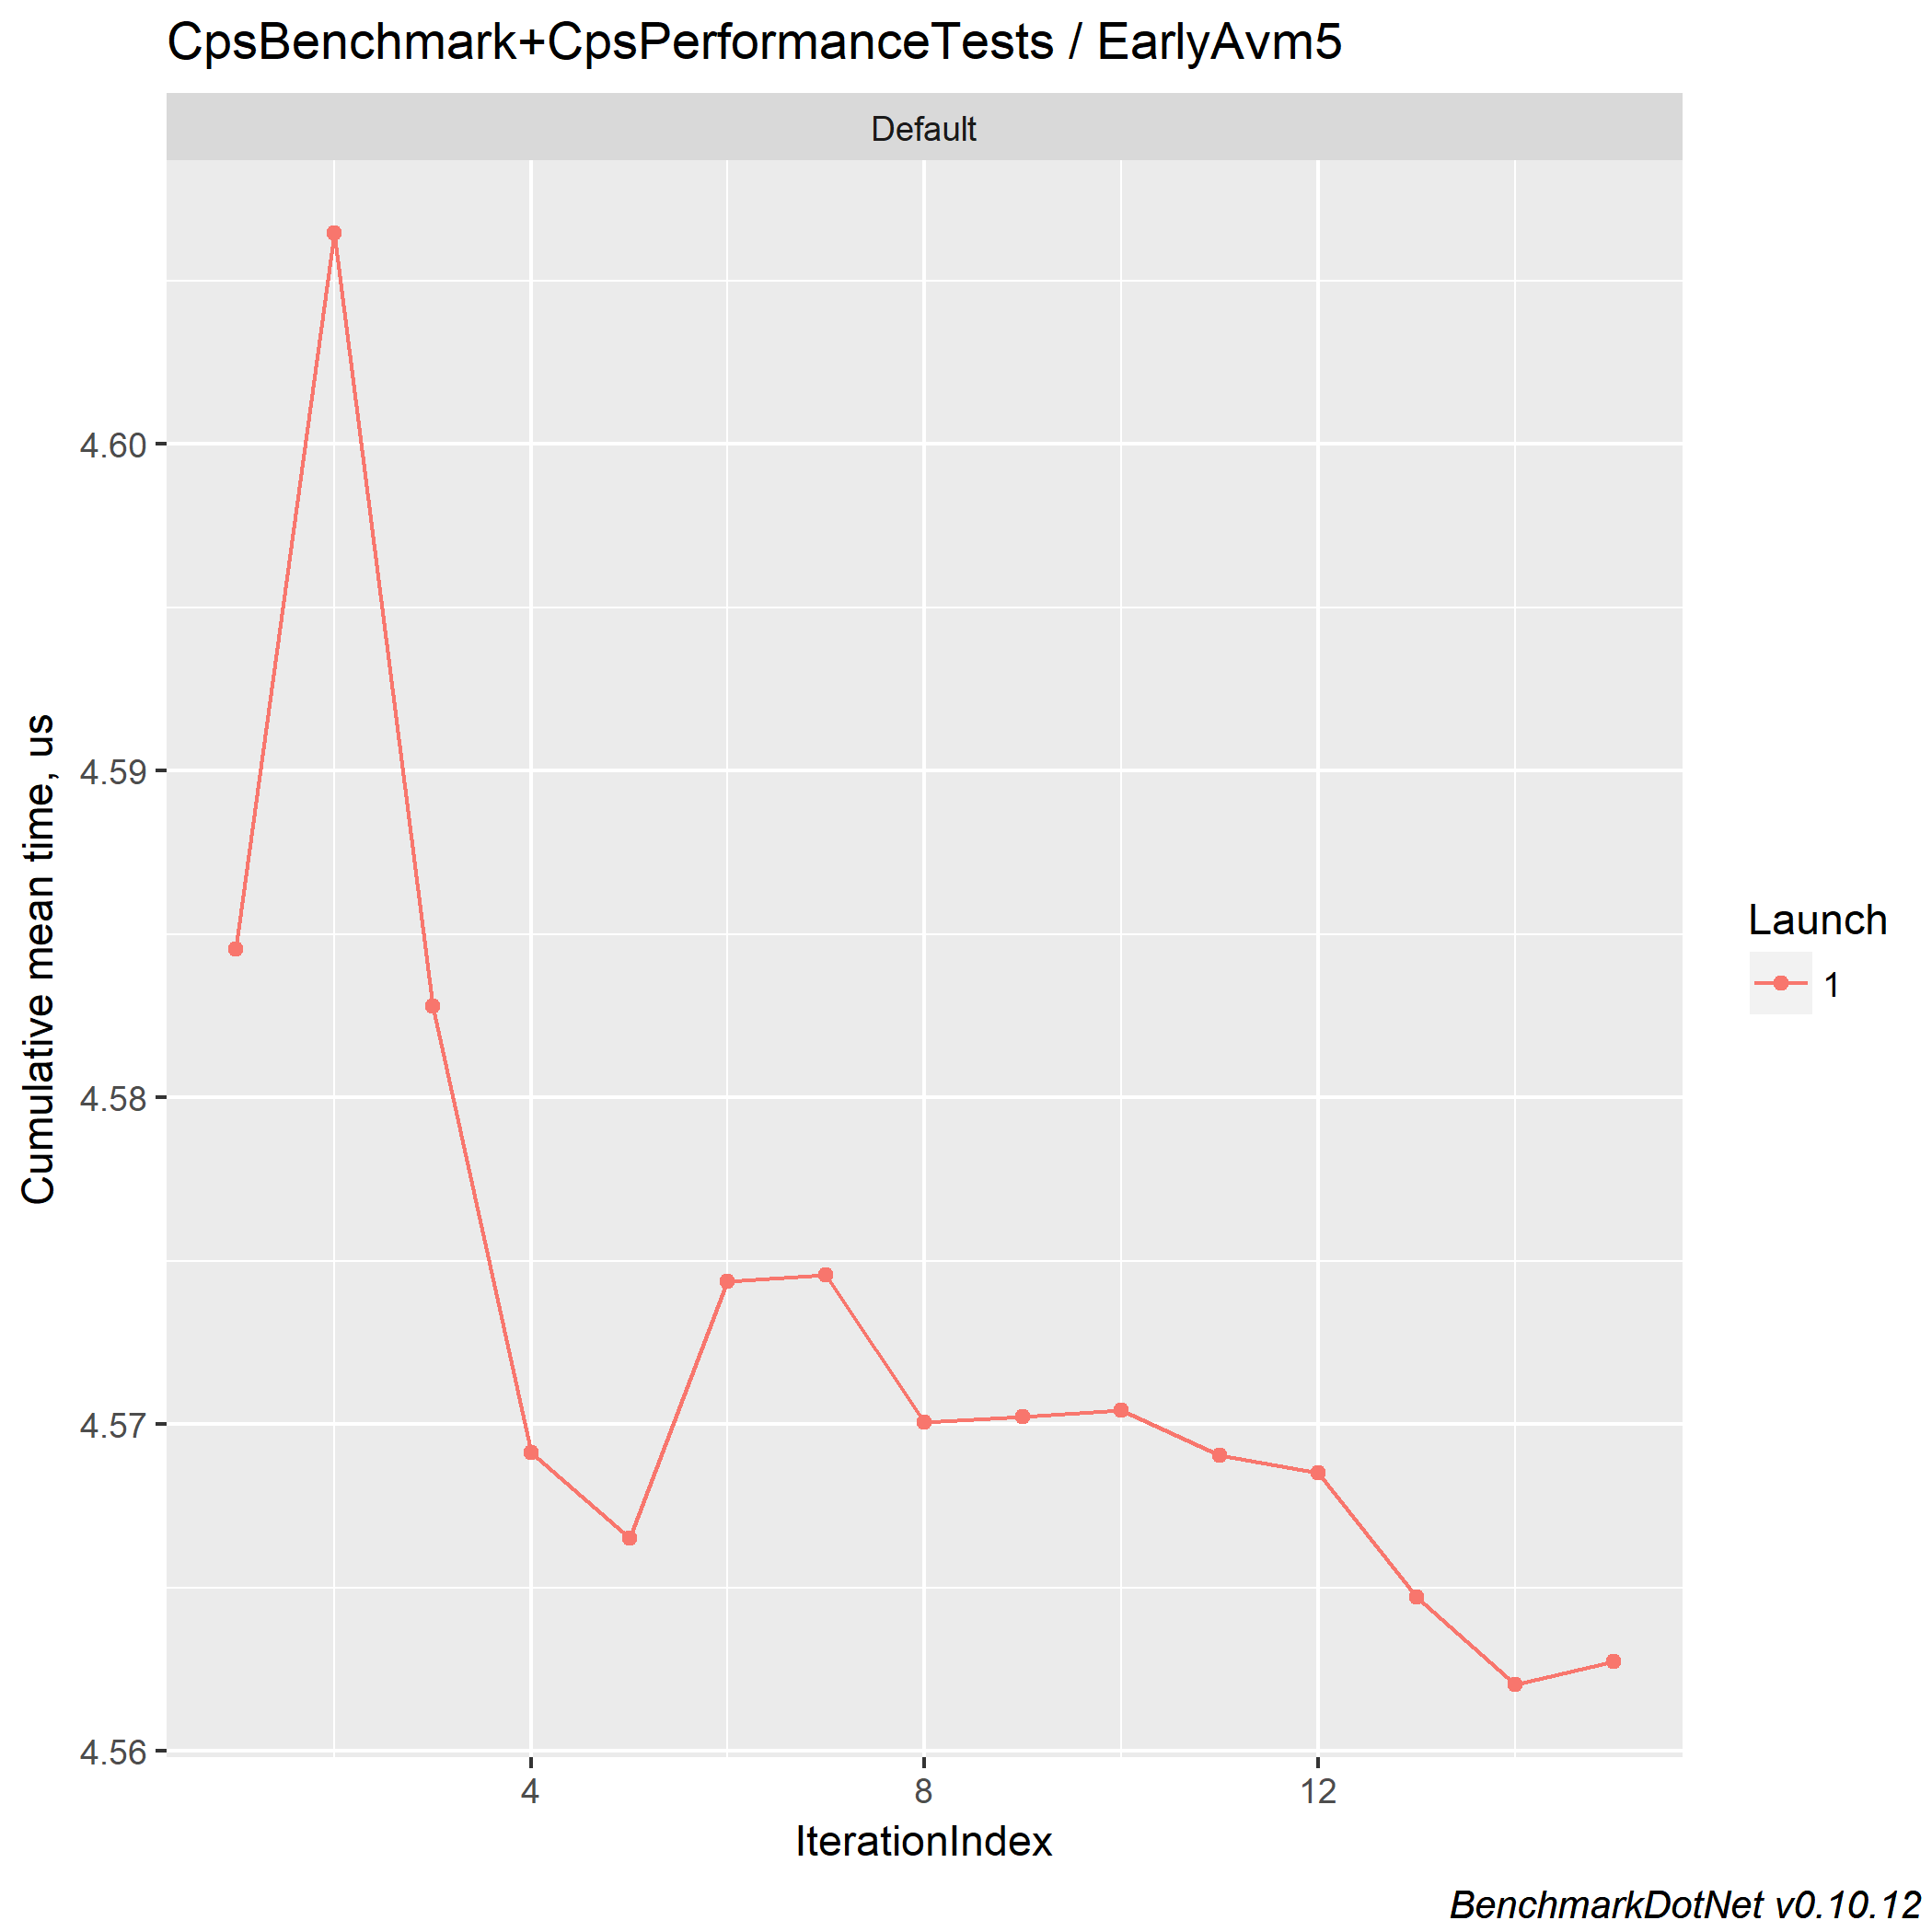 CpsBenchmark+CpsPerformanceTests / EarlyAvm5
Default
4.60
4.59
4.58
4.57
4.56
Cumulative mean time, us
4 8 12
IterationIndex
Launch
1
BenchmarkDotNet v0.10.12